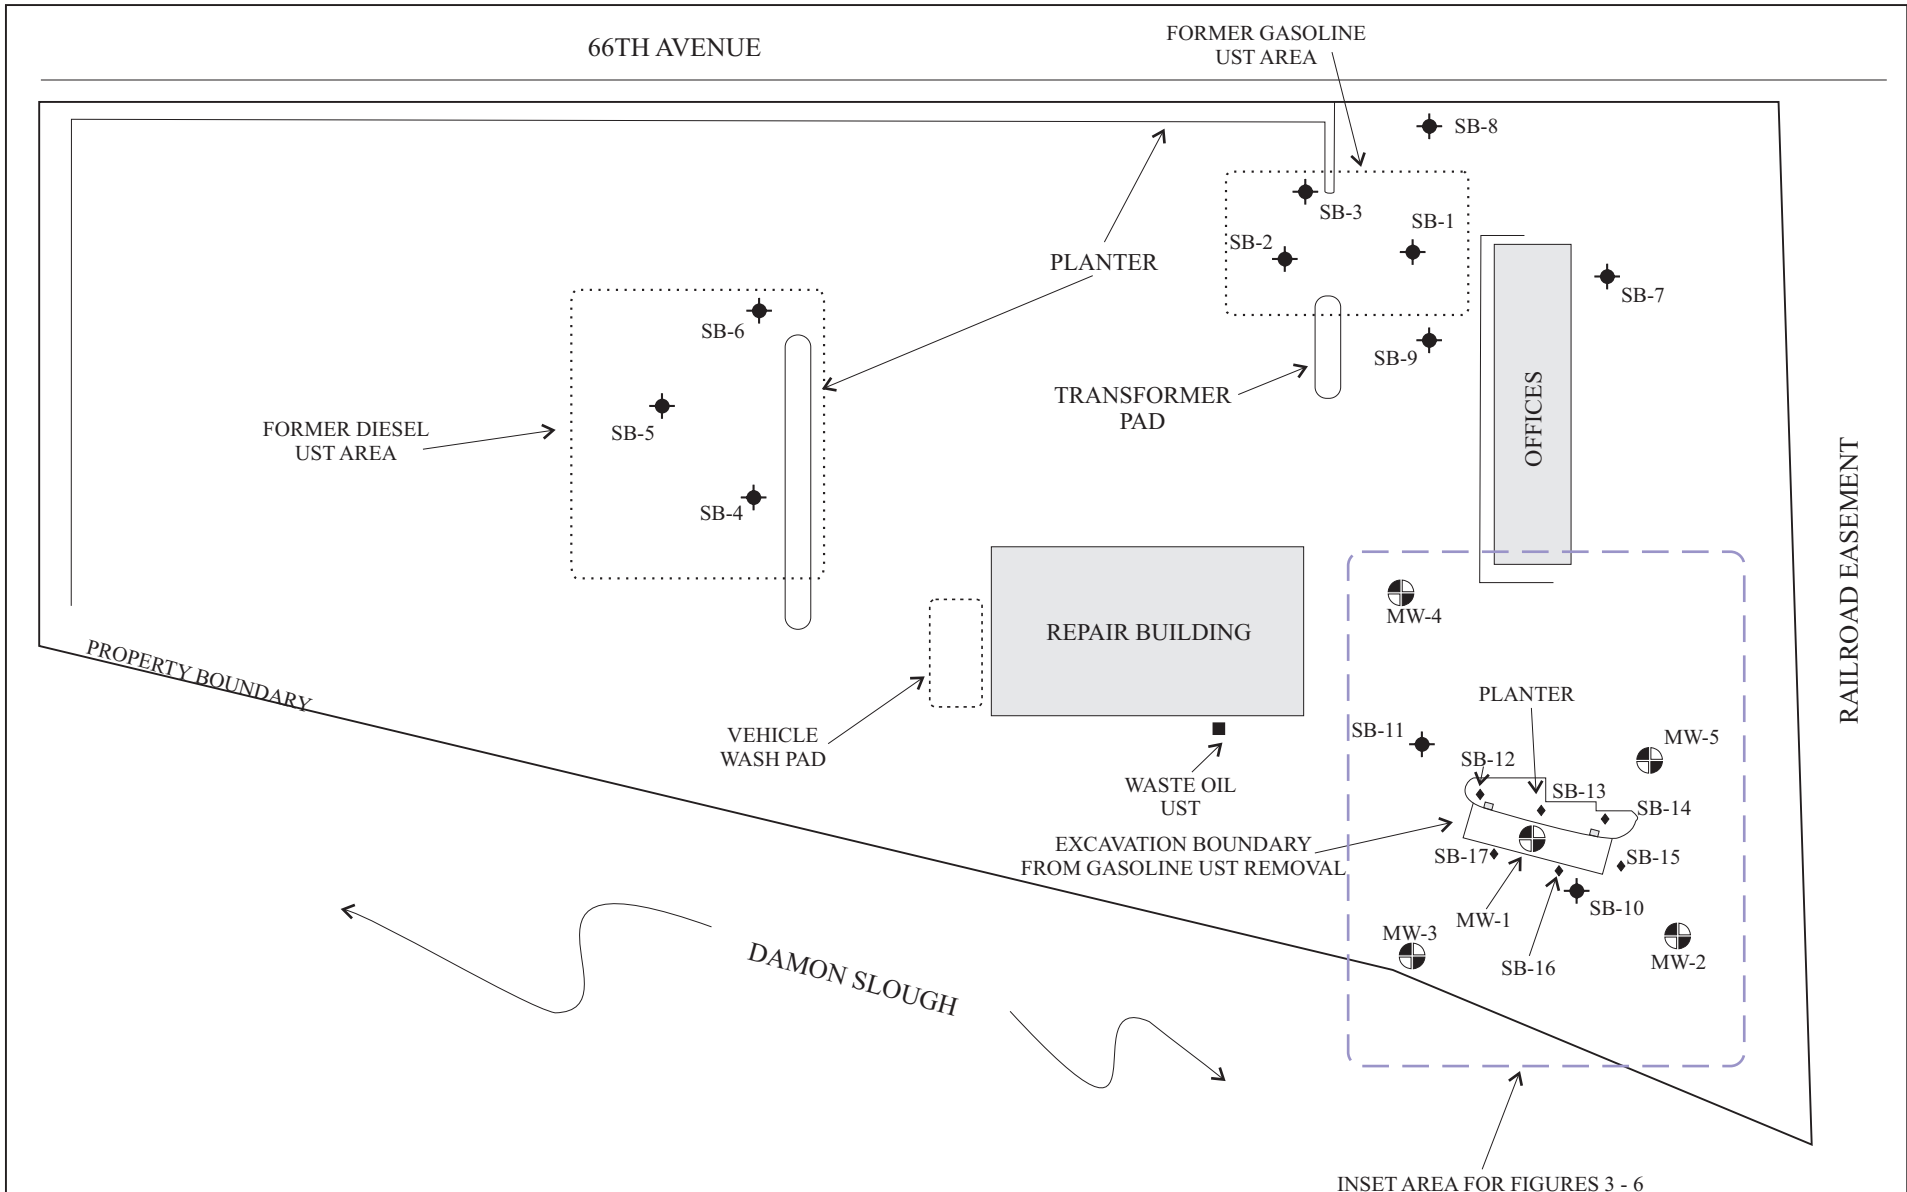 66TH AVENUE
FORMER GASOLINE
UST AREA
SB-8
SB-3
SB-1
SB-2
PLANTER
SB-7
SB-6
SB-9
TRANSFORMER
PAD
OFFICES
FORMER DIESEL
UST AREA
SB-5
SB-4
RAILROAD EASEMENT
MW-4
REPAIR BUILDING
PROPERTY BOUNDARY
PLANTER
VEHICLE
WASH PAD
SB-11
MW-5
SB-12
WASTE OIL
UST
SB-13
SB-14
EXCAVATION BOUNDARY
FROM GASOLINE UST REMOVAL
SB-17
SB-15
SB-10
MW-1
MW-3
SB-16
MW-2
DAMON SLOUGH
INSET AREA FOR FIGURES 3 - 6